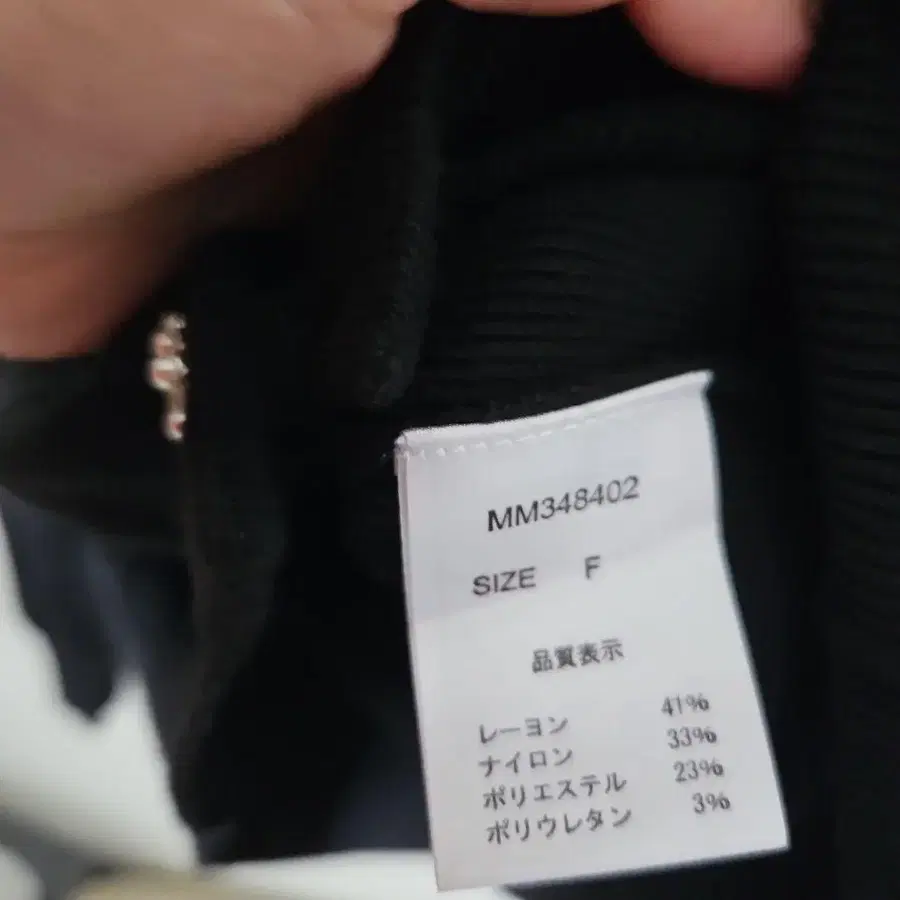 MM348402
SIZE F
品質表示
レーヨン 41%
ナイロン 33%
ポリエステル 23%
ポリウレタン 3%